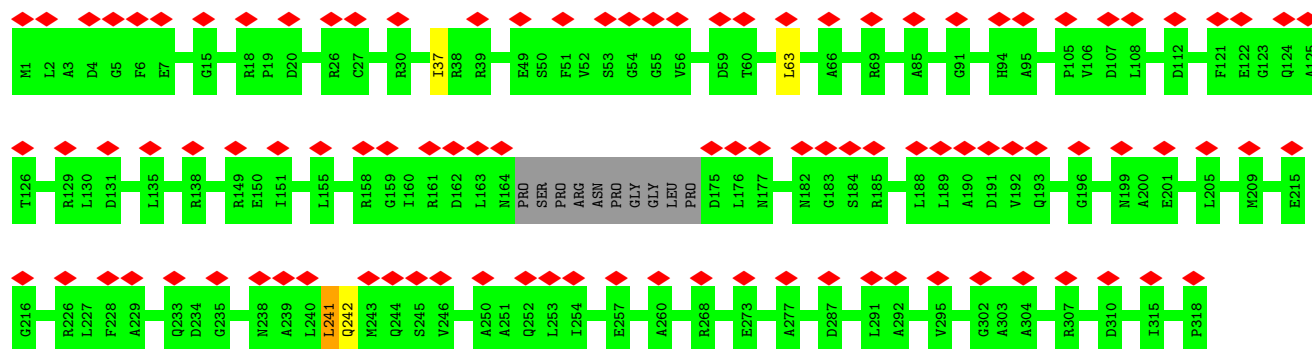 M1 L2 A3 D4 G5 F6 E7 G15 R18 P19 D20 R26 C27 R30 I37 R38 R39 E49 S50 F51 V52 S53 G54 G55 V56 D59 T60 L63 A66 R69 A85 G91 H94 A95 P105 V106 D107 L108 D112 F121 E122 G123 Q124 A125
T126 R129 L130 D131 L135 R138 R149 E150 I151 L155 R158 G159 I160 R161 D162 L163 N164 PRO SER PRO ARG ASN PRO GLY GLY LEU PRO D175 L176 N177 N182 G183 S184 R185 L188 L189 A190 D191 V192 Q193 G196 N199 A200 E201 L205 M209 E215
G216 R226 L227 F228 A229 Q233 D234 G235 N238 A239 L240 L241 Q242 M243 Q244 S245 V246 A250 A251 Q252 L253 I254 E257 A260 R268 E273 A277 D287 L291 A292 V295 G302 A303 A304 R307 D310 I315 P318